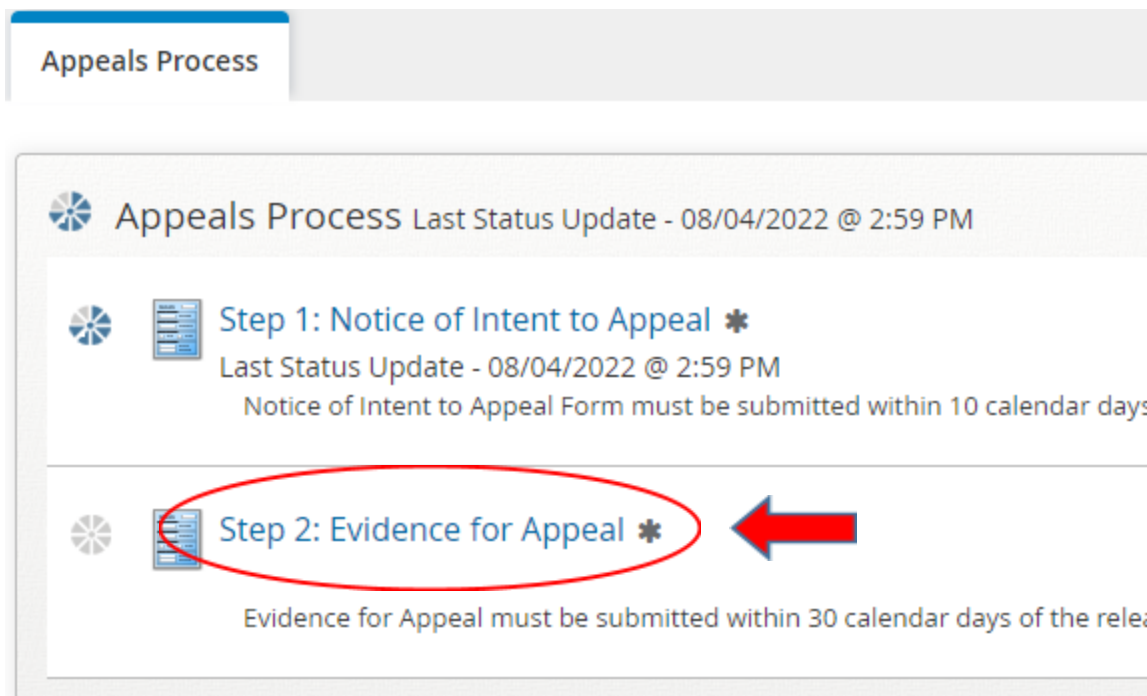 Appeals Process
Appeals Process Last Status Update - 08/04/2022 @ 2:59 PM
Step 1: Notice of Intent to Appeal ✱
Last Status Update - 08/04/2022 @ 2:59 PM
Notice of Intent to Appeal Form must be submitted within 10 calendar days
Step 2: Evidence for Appeal ✱
Evidence for Appeal must be submitted within 30 calendar days of the